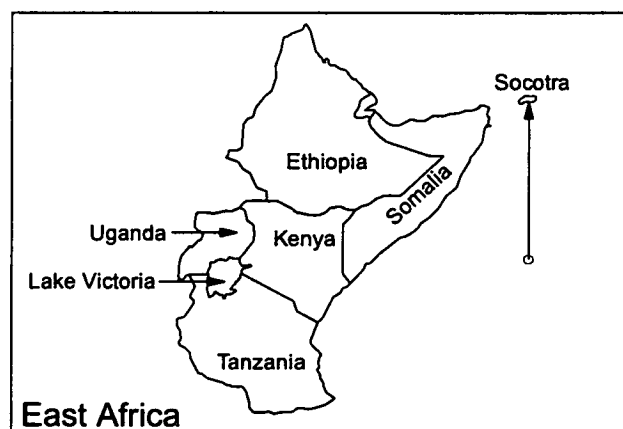 Socotra
Ethiopia
Somalia
Uganda
Kenya
Lake Victoria
Tanzania
East Africa